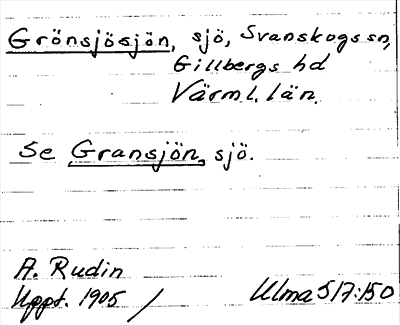 Grönsjösjön, sjö, Svanskogs sn,
Gillbergs hd
Värml. län.
Se Gransjön, sjö.
A. Rudin
Uppt. 1905 /
Ulma 517:150